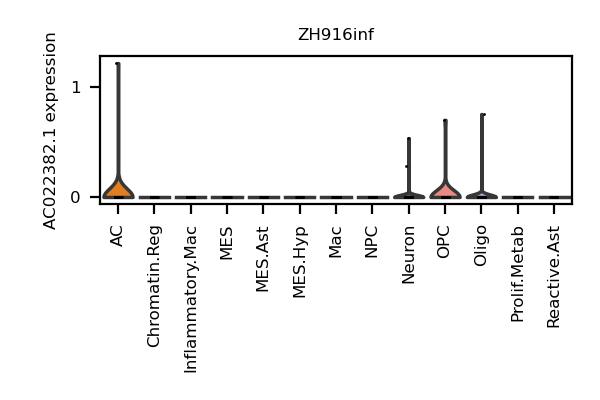 ZH916inf
AC022382.1 expression
1
0
AC
Chromatin.Reg
Inflammatory.Mac
MES
MES.Ast
MES.Hyp
Mac
NPC
Neuron
OPC
Oligo
Prolif.Metab
Reactive.Ast